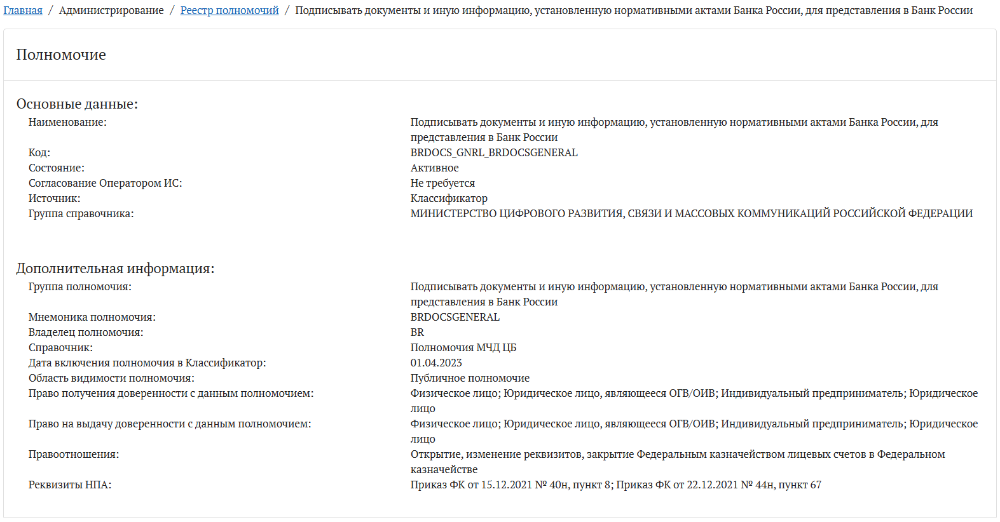 Главная / Администрирование / Реестр полномочий / Подписывать документы и иную информацию, установленную нормативными актами Банка России, для представления в Банк России
Полномочие
Основные данные:
Наименование: Подписывать документы и иную информацию, установленную нормативными актами Банка России, для
представления в Банк России
Код: BRDOCS_GNRL_BRDOCSGENERAL
Состояние: Активное
Согласование Оператором ИС: Не требуется
Источник: Классификатор
Группа справочника: МИНИСТЕРСТВО ЦИФРОВОГО РАЗВИТИЯ, СВЯЗИ И МАССОВЫХ КОММУНИКАЦИЙ РОССИЙСКОЙ ФЕДЕРАЦИИ
Дополнительная информация:
Группа полномочия: Подписывать документы и иную информацию, установленную нормативными актами Банка России, для
представления в Банк России
Мнемоника полномочия: BRDOCSGENERAL
Владелец полномочия: BR
Справочник: Полномочия МЧД ЦБ
Дата включения полномочия в Классификатор: 01.04.2023
Область видимости полномочия: Публичное полномочие
Право получения доверенности с данным полномочием: Физическое лицо; Юридическое лицо, являющееся ОГВ/ОИВ; Индивидуальный предприниматель; Юридическое
лицо
Право на выдачу доверенности с данным полномочием: Физическое лицо; Юридическое лицо, являющееся ОГВ/ОИВ; Индивидуальный предприниматель; Юридическое
лицо
Правоотношения: Открытие, изменение реквизитов, закрытие Федеральным казначейством лицевых счетов в Федеральном
казначействе
Реквизиты НПА: Приказ ФК от 15.12.2021 № 40н, пункт 8; Приказ ФК от 22.12.2021 № 44н, пункт 67